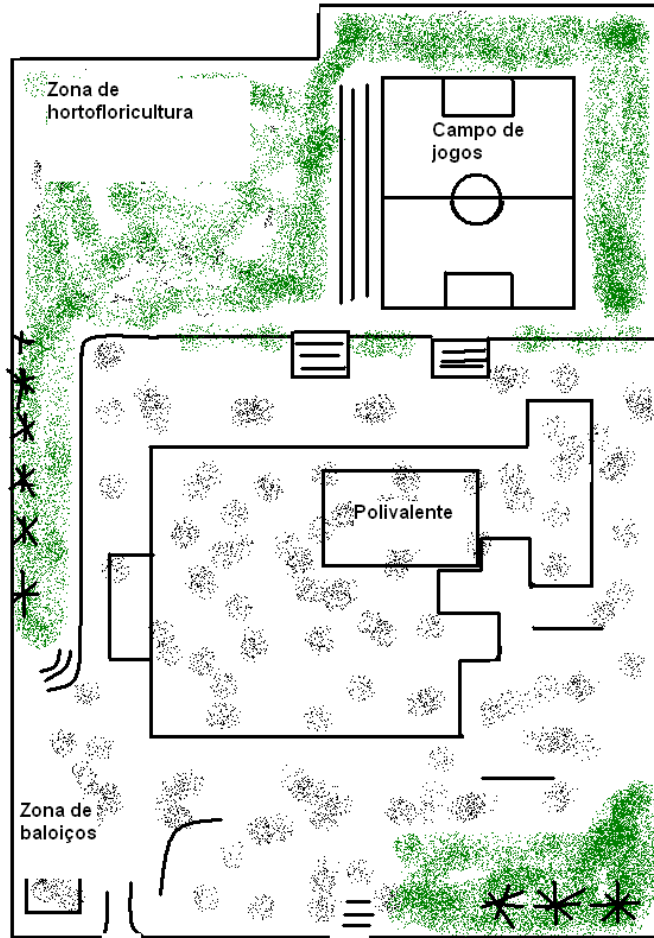 Zona de
hortofloricultura
Campo de
jogos
Polivalente
Zona de
baloiços